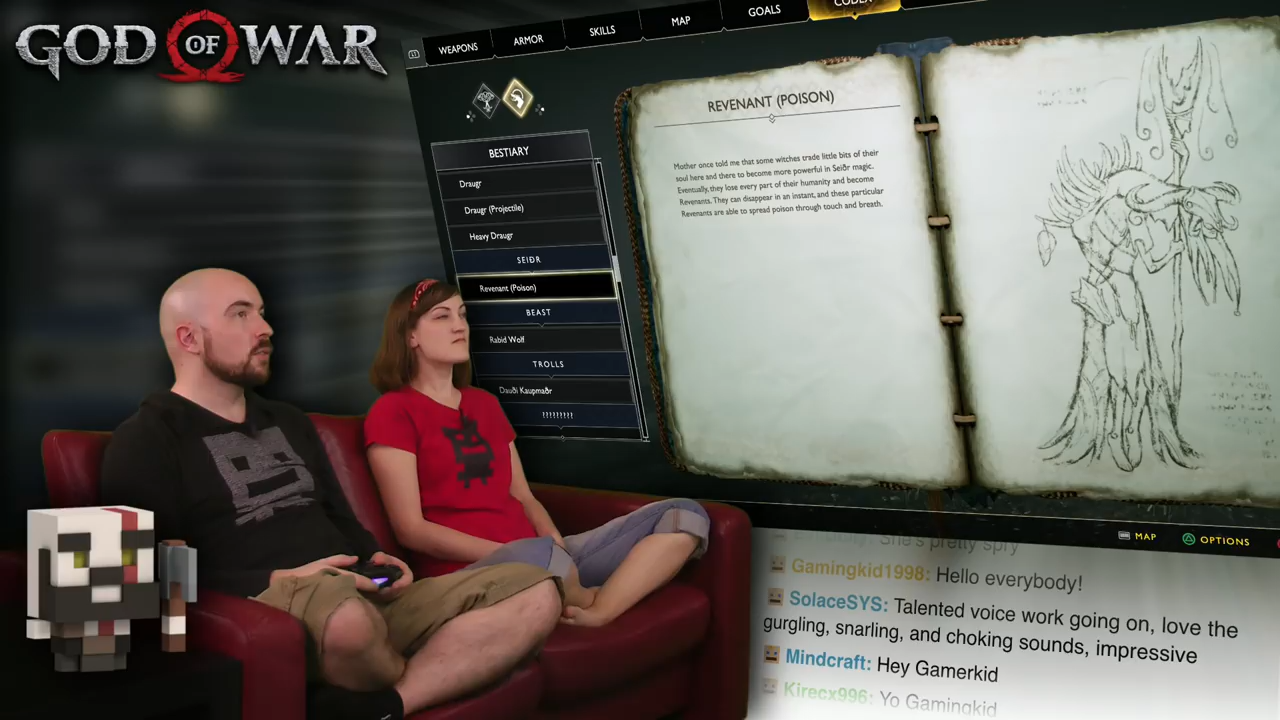 GOD OF WAR
WEAPONS
ARMOR
SKILLS
MAP
GOALS
CODEX
BESTIARY
Draugr
Draugr (Projectile)
Heavy Draugr
SEIÐR
Revenant (Poison)
BEAST
Rabid Wolf
TROLLS
Dauði Kaupmaðr
?????????
REVENANT (POISON)
Mother once told me that some witches trade little bits of their
soul here and there to become more powerful in Seiðr magic.
Eventually, they lose every part of their humanity and become
Revenants. They can disappear in an instant, and these particular
Revenants are able to spread poison through touch and breath.
MAP
OPTIONS
She's pretty spry
Gamingkid1998: Hello everybody!
SolaceSYS: Talented voice work going on, love the
gurgling, snarling, and choking sounds, impressive
Mindcraft: Hey Gamerkid
Kirecx996: Yo Gamingkid